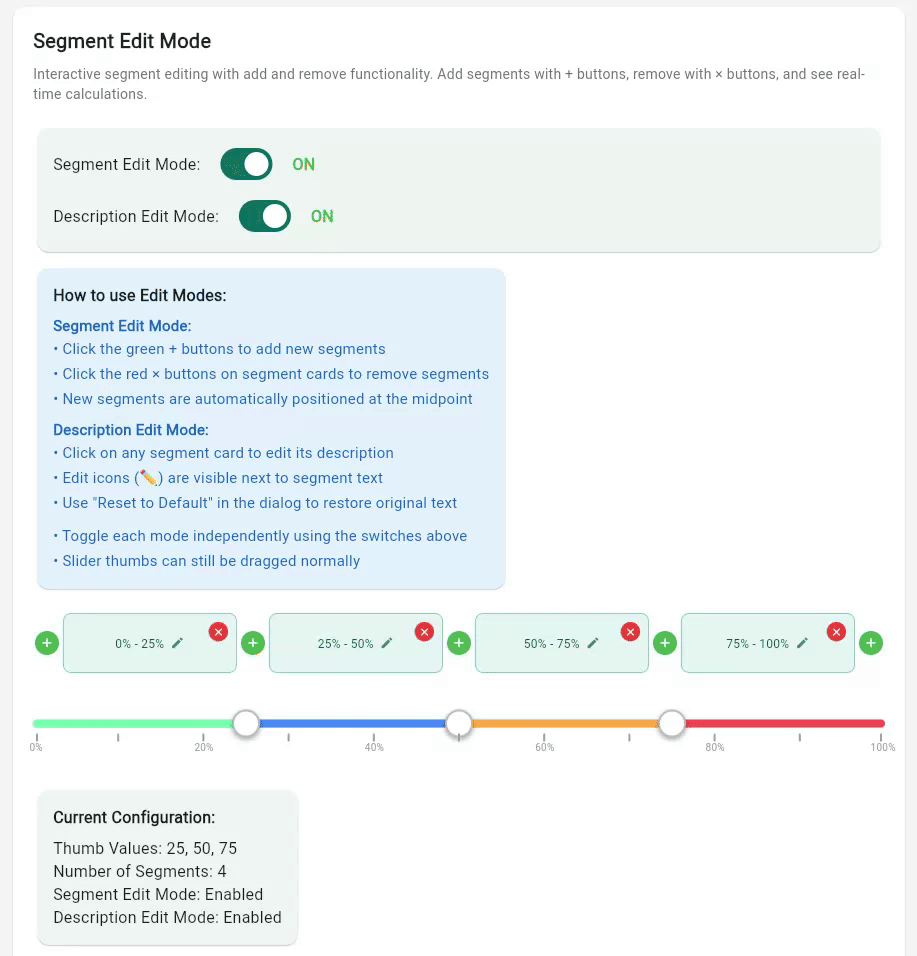 Segment Edit Mode
Interactive segment editing with add and remove functionality. Add segments with + buttons, remove with × buttons, and see real-
time calculations.
Segment Edit Mode: ON
Description Edit Mode: ON
How to use Edit Modes:
Segment Edit Mode:
• Click the green + buttons to add new segments
• Click the red × buttons on segment cards to remove segments
• New segments are automatically positioned at the midpoint
Description Edit Mode:
• Click on any segment card to edit its description
• Edit icons (✏️) are visible next to segment text
• Use "Reset to Default" in the dialog to restore original text
• Toggle each mode independently using the switches above
• Slider thumbs can still be dragged normally
0% - 25% 25% - 50% 50% - 75% 75% - 100%
0% 20% 40% 60% 80% 100%
Current Configuration:
Thumb Values: 25, 50, 75
Number of Segments: 4
Segment Edit Mode: Enabled
Description Edit Mode: Enabled